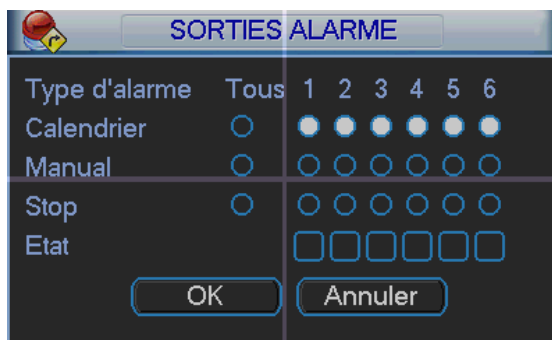 SORTIES ALARME
Type d'alarme Tous 1 2 3 4 5 6
Calendrier
Manual
Stop
Etat
OK Annuler